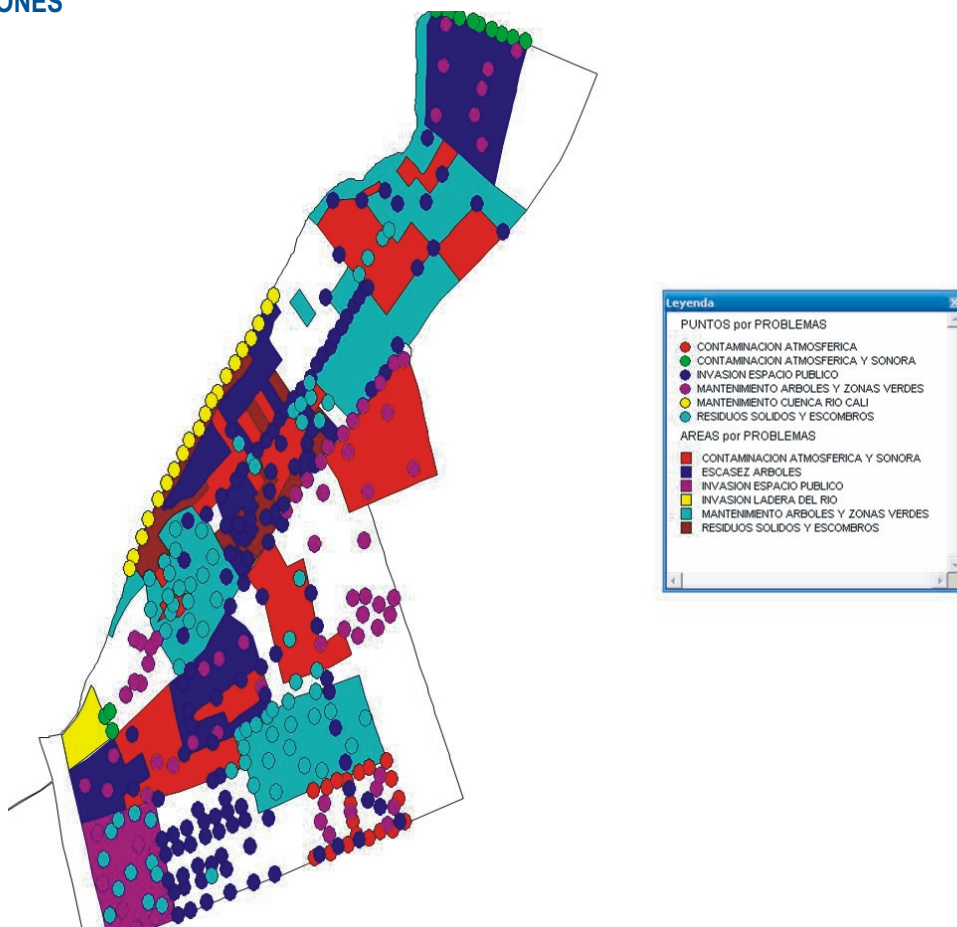 ONES
Leyenda
PUNTOS por PROBLEMAS
CONTAMINACION ATMOSFERICA
CONTAMINACION ATMOSFERICA Y SONORA
INVASION ESPACIO PUBLICO
MANTENIMIENTO ARBOLES Y ZONAS VERDES
MANTENIMIENTO CUENCA RIO CALI
RESIDUOS SOLIDOS Y ESCOMBROS
AREAS por PROBLEMAS
CONTAMINACION ATMOSFERICA Y SONORA
ESCASEZ ARBOLES
INVASION ESPACIO PUBLICO
INVASION LADERA DEL RIO
MANTENIMIENTO ARBOLES Y ZONAS VERDES
RESIDUOS SOLIDOS Y ESCOMBROS